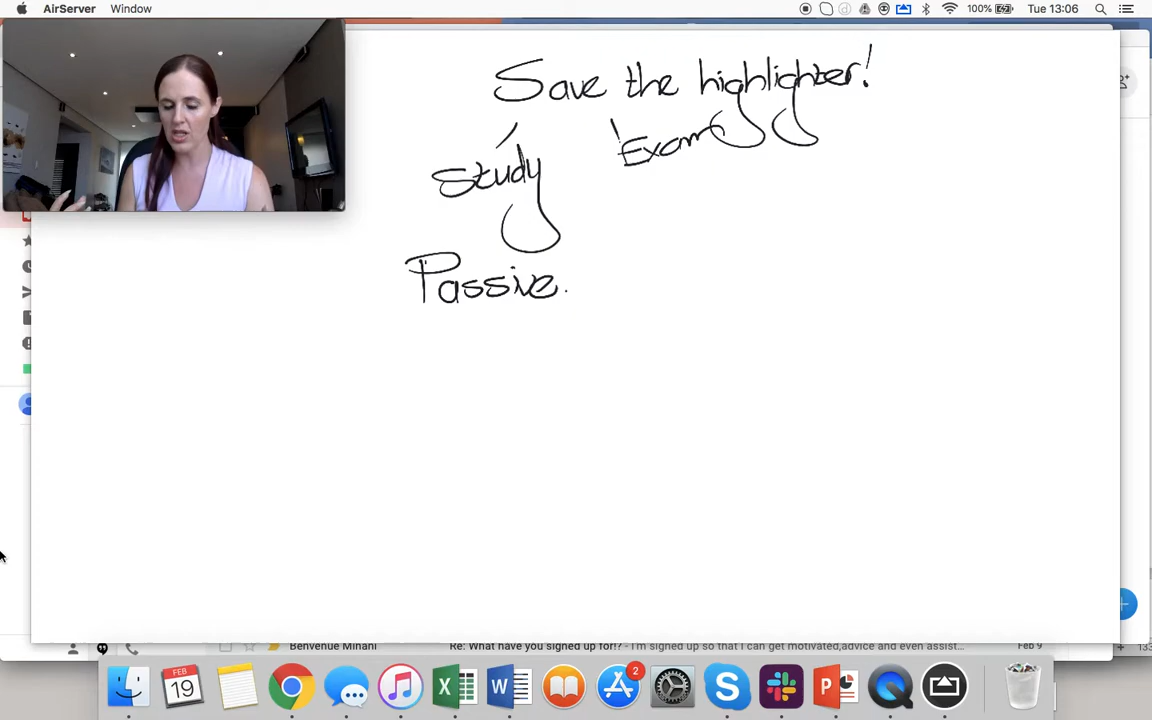 AirServer Window 100% Tue 13:06
Save the highlighter!
Exam
Study
Passive.
Benvenue Minani Re: What have you signed up for!? - I'm signed up so that I can get motivated,advice and even assist... Feb 9
FEB
19
2